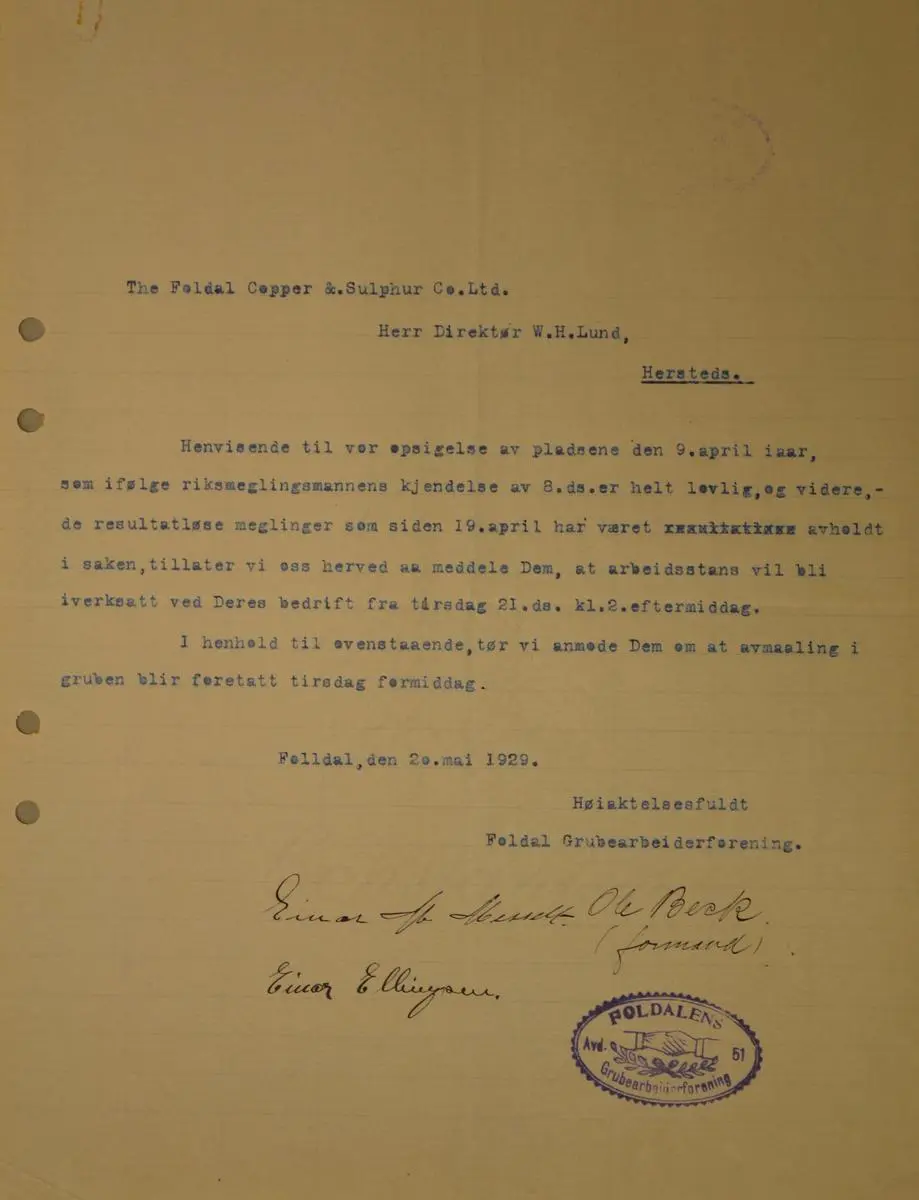 The Foldal Copper &.Sulphur Co.Ltd.
Herr Direktør W.H.Lund,
Hersteds.
Henvisende til vor opsigelse av pladsene den 9.april iaar,
som ifølge riksmeglingsmannens kjendelse av 8.ds.er helt lovlig,og videre,-
de resultatløse meglinger som siden 19.april har været avholdt
i saken,tillater vi oss herved aa meddele Dem, at arbeidsstans vil bli
iverksatt ved Deres bedrift fra tirsdag 21.ds. kl.2.eftermiddag.
I henhold til ovenstaaende,tør vi anmode Dem om at avmaaling i
gruben blir foretatt tirsdag formiddag.
Folldal,den 20.mai 1929.
Høiaktelsesfuldt
Foldal Grubearbeiderforening.
Einar Ole Beck.
(formand).
Einar Ellingsen.
FOLDALENS
Avd. 51
Grubearbeiderforening